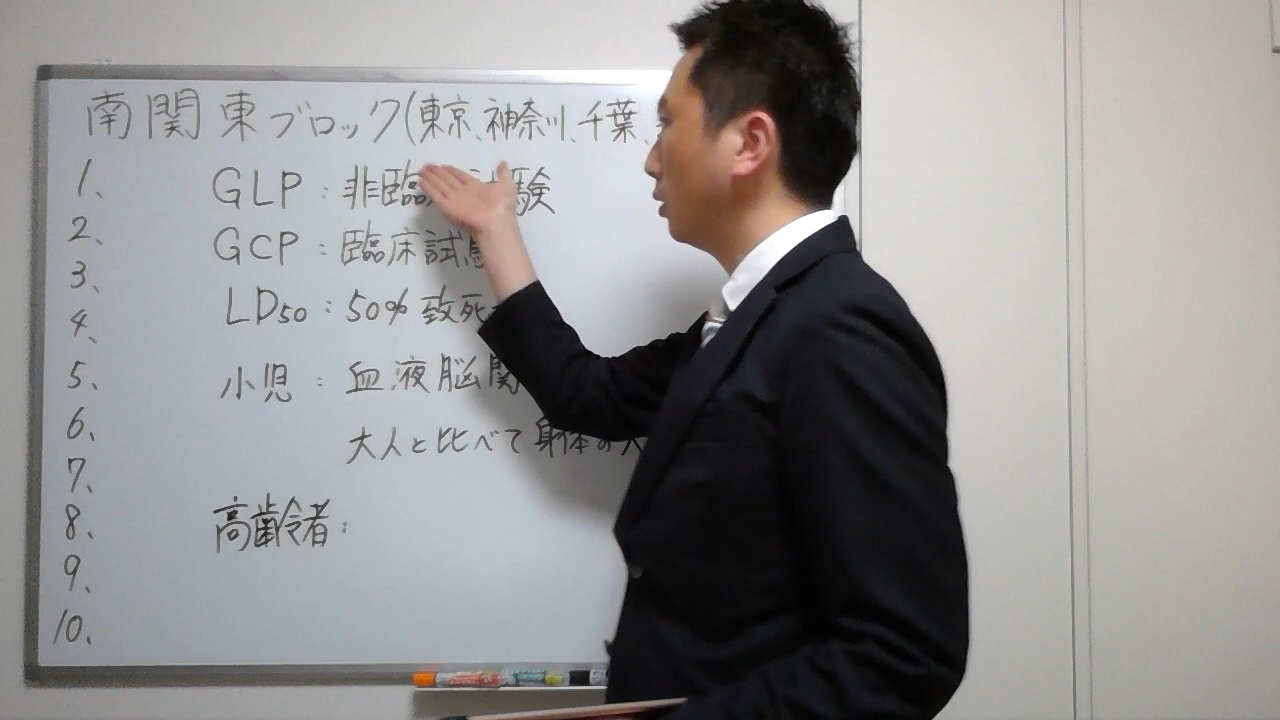 南関東ブロック(東京、神奈川、千葉、
1、
GLP:非臨 試験
2、
GCP:臨床試
3、
LD50:50%致死
4、
5、
小児:血液脳関
6、
大人と比べて身体の大
7、
8、
高齢者:
9、
10、